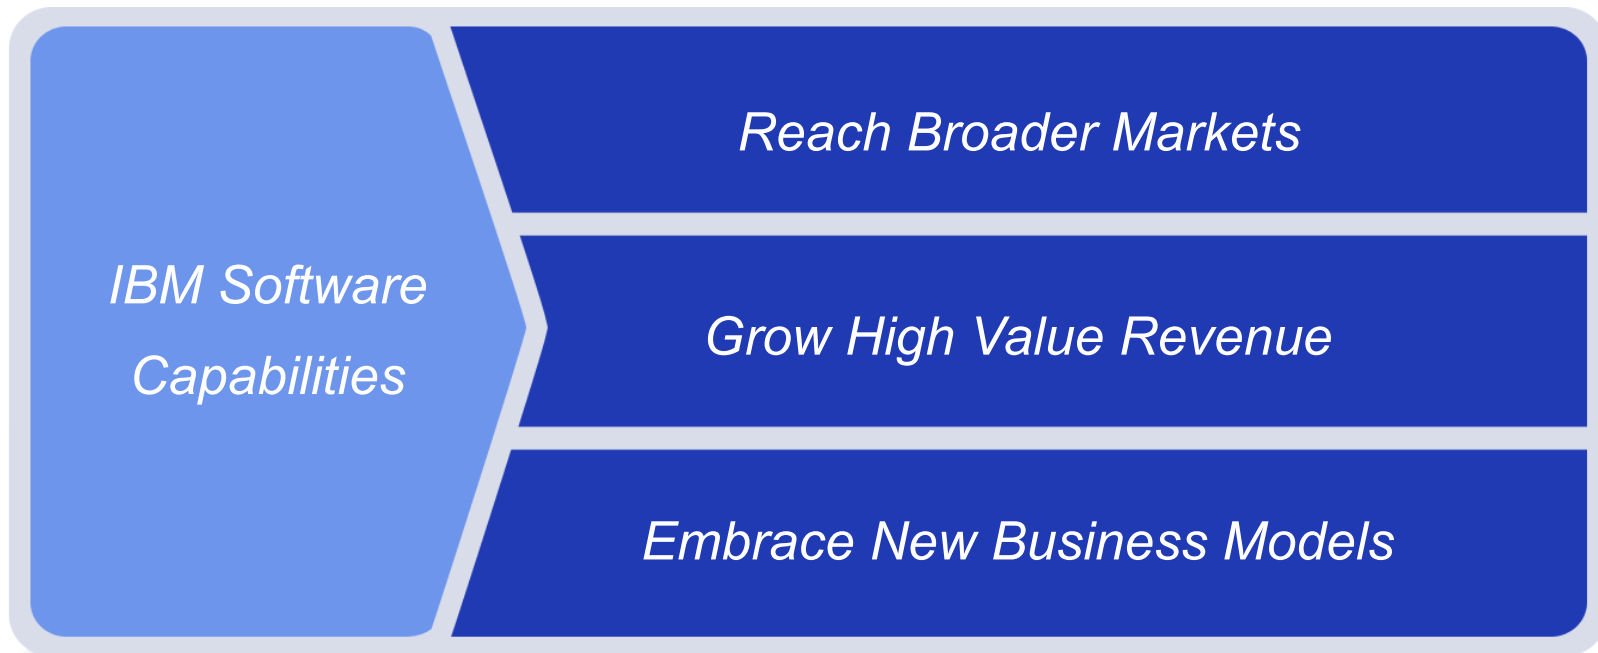 IBM Software
Capabilities
Reach Broader Markets
Grow High Value Revenue
Embrace New Business Models